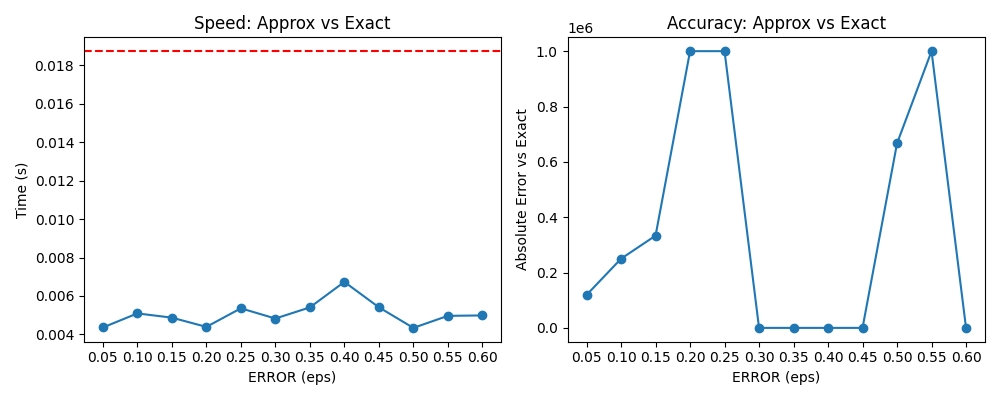 Speed: Approx vs Exact
Time (s)
0.018
0.016
0.014
0.012
0.010
0.008
0.006
0.004
0.05 0.10 0.15 0.20 0.25 0.30 0.35 0.40 0.45 0.50 0.55 0.60
ERROR (eps)
Accuracy: Approx vs Exact
1e6
Absolute Error vs Exact
1.0
0.8
0.6
0.4
0.2
0.0
0.05 0.10 0.15 0.20 0.25 0.30 0.35 0.40 0.45 0.50 0.55 0.60
ERROR (eps)